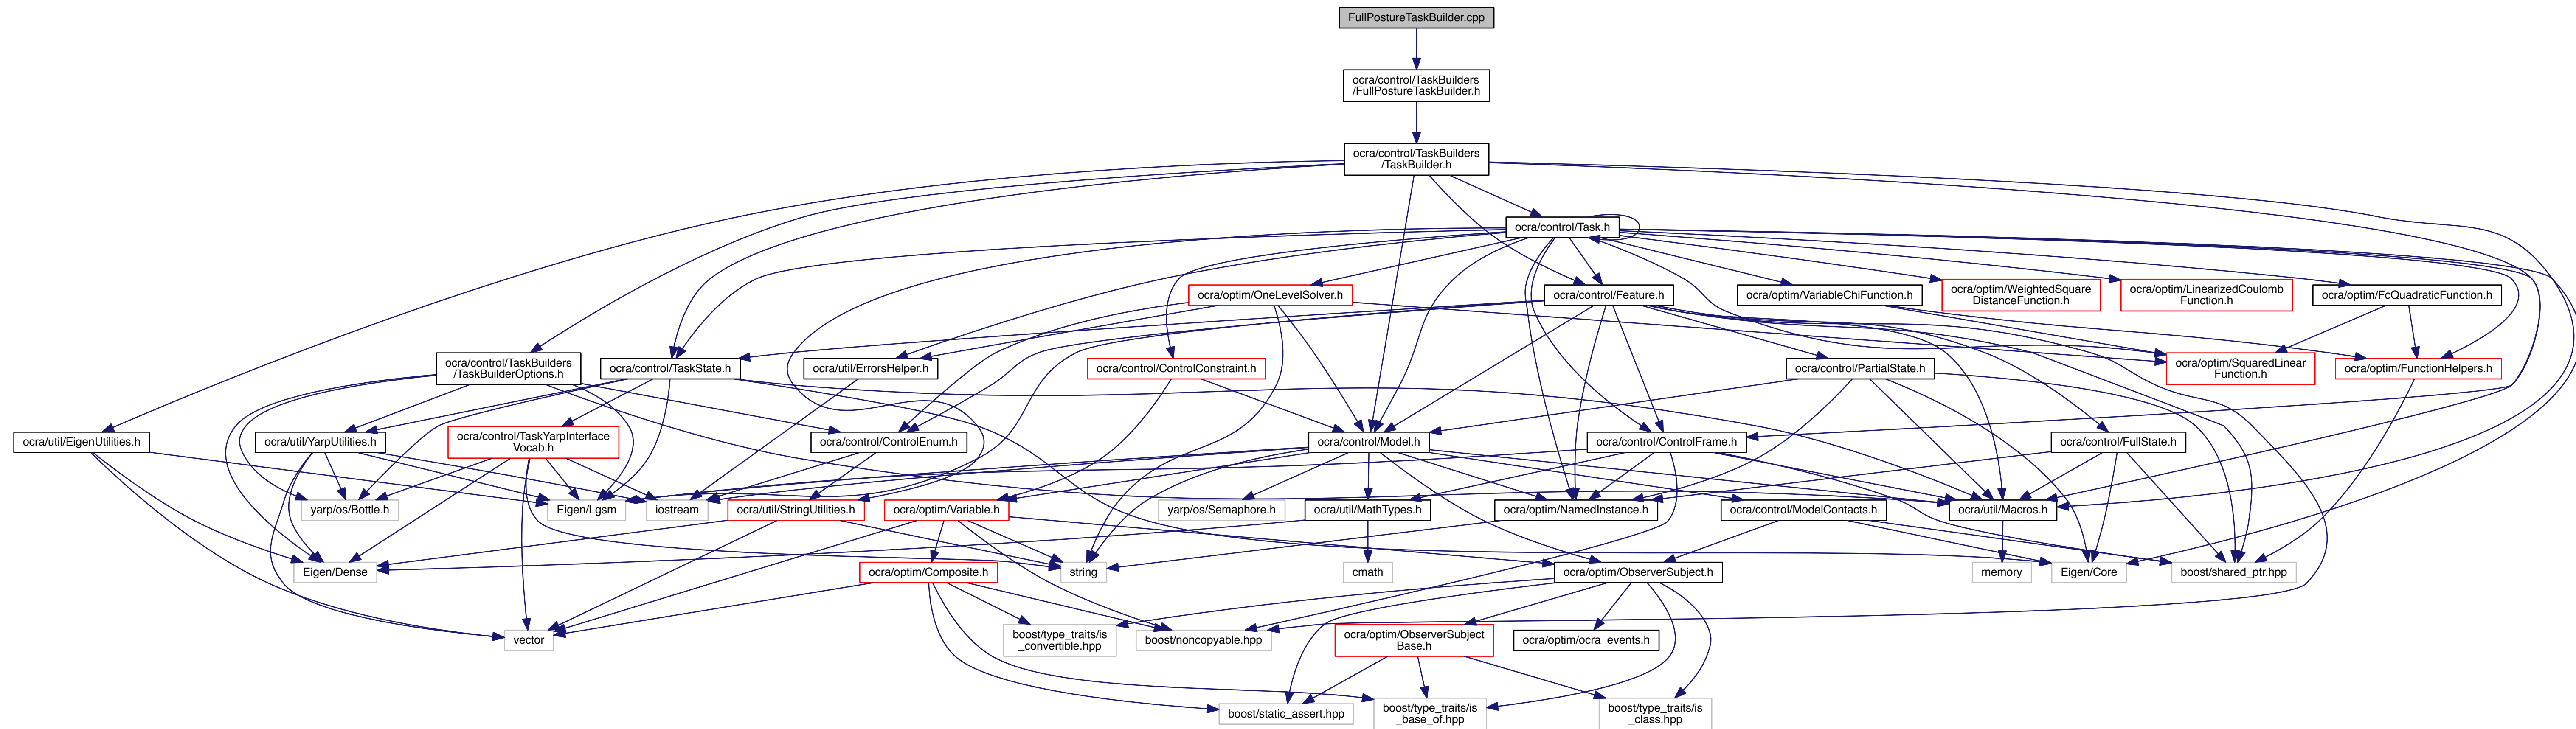 FullPostureTaskBuilder.cpp
ocra/control/TaskBuilders
/FullPostureTaskBuilder.h
ocra/control/TaskBuilders
/TaskBuilder.h
ocra/control/Task.h
ocra/optim/OneLevelSolver.h
ocra/control/Feature.h
ocra/optim/VariableChiFunction.h
ocra/optim/WeightedSquare
DistanceFunction.h
ocra/optim/LinearizedCoulomb
Function.h
ocra/optim/FcQuadraticFunction.h
ocra/control/TaskBuilders
/TaskBuilderOptions.h
ocra/control/TaskState.h
ocra/util/ErrorsHelper.h
ocra/control/ControlConstraint.h
ocra/control/PartialState.h
ocra/optim/SquaredLinear
Function.h
ocra/optim/FunctionHelpers.h
ocra/util/EigenUtilities.h
ocra/util/YarpUtilities.h
ocra/control/TaskYarpInterface
Vocab.h
ocra/control/ControlEnum.h
ocra/control/Model.h
ocra/control/ControlFrame.h
ocra/control/FullState.h
yarp/os/Bottle.h
Eigen/Lgsm
iostream
ocra/util/StringUtilities.h
ocra/optim/Variable.h
yarp/os/Semaphore.h
ocra/util/MathTypes.h
ocra/optim/NamedInstance.h
ocra/control/ModelContacts.h
ocra/util/Macros.h
Eigen/Dense
ocra/optim/Composite.h
string
cmath
ocra/optim/ObserverSubject.h
memory
Eigen/Core
boost/shared_ptr.hpp
vector
boost/type_traits/is
_convertible.hpp
boost/noncopyable.hpp
ocra/optim/ObserverSubject
Base.h
ocra/optim/ocra_events.h
boost/static_assert.hpp
boost/type_traits/is
_base_of.hpp
boost/type_traits/is
_class.hpp